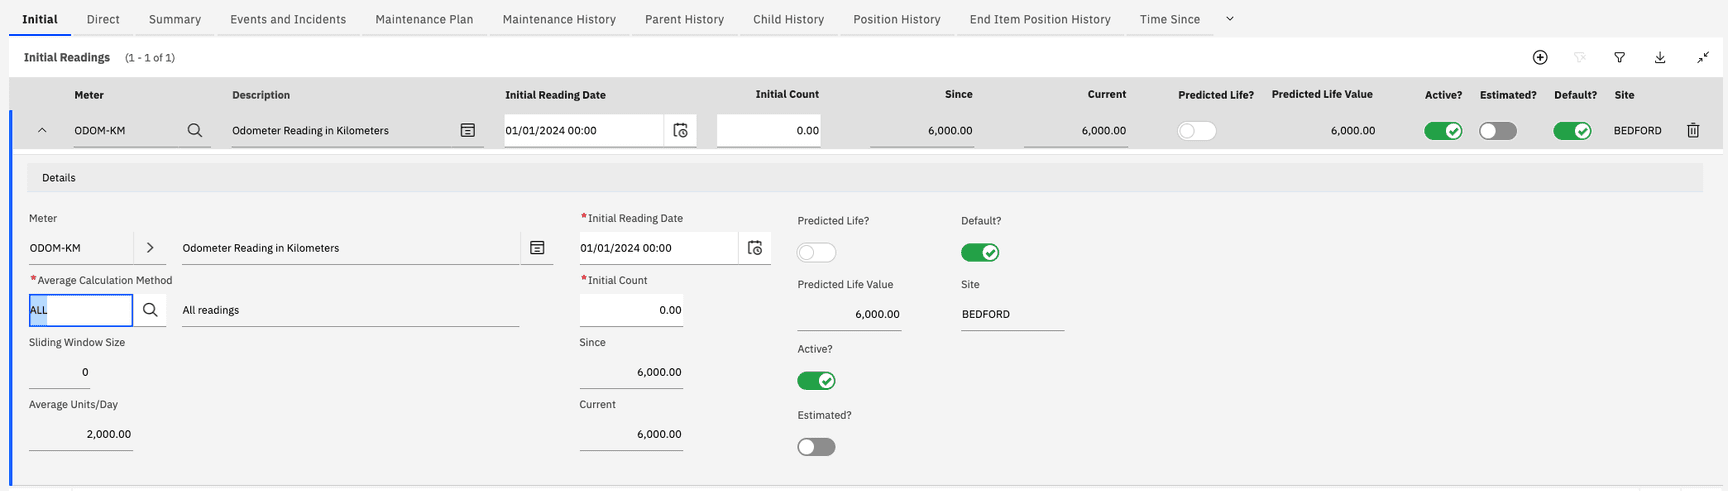 Initial Direct Summary Events and Incidents Maintenance Plan Maintenance History Parent History Child History Position History End Item Position History Time Since
Initial Readings (1 - 1 of 1)
Meter Description Initial Reading Date Initial Count Since Current Predicted Life? Predicted Life Value Active? Estimated? Default? Site
ODOM-KM Odometer Reading in Kilometers 01/01/2024 00:00 0.00 6,000.00 6,000.00 6,000.00 BEDFORD
Details
Meter *Initial Reading Date Predicted Life? Default?
ODOM-KM Odometer Reading in Kilometers 01/01/2024 00:00
*Average Calculation Method *Initial Count Predicted Life Value Site
ALL All readings 0.00 6,000.00 BEDFORD
Sliding Window Size Since Active?
0 6,000.00
Average Units/Day Current Estimated?
2,000.00 6,000.00